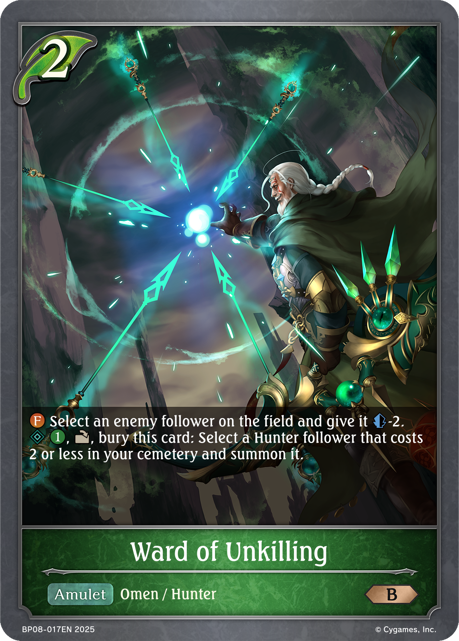 2
F Select an enemy follower on the field and give it -2.
1, , bury this card: Select a Hunter follower that costs
2 or less in your cemetery and summon it.
Ward of Unkilling
Amulet Omen / Hunter B
BP08-017EN 2025 © Cygames, Inc.